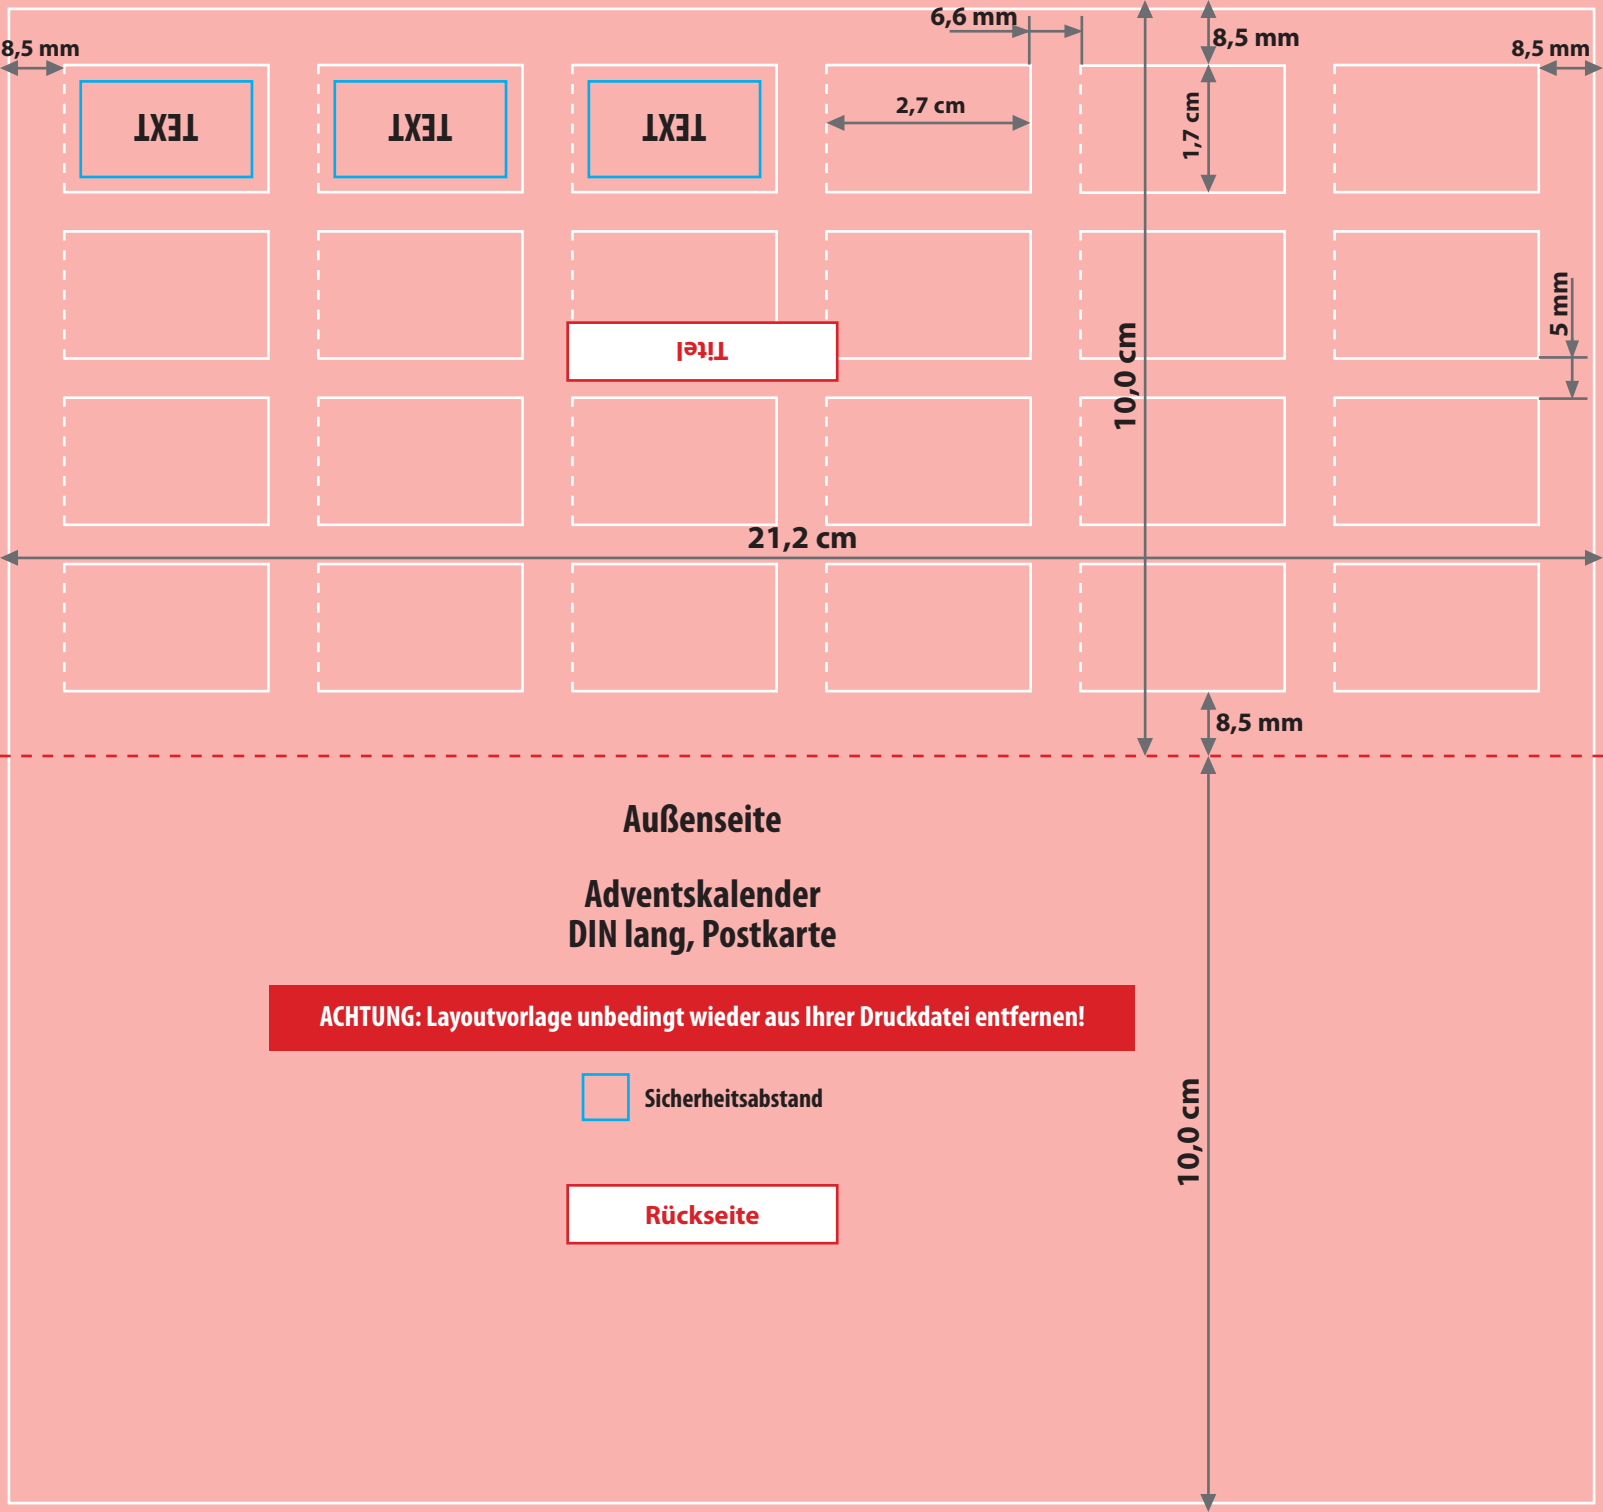 6,6 mm
8,5 mm
8,5 mm
8,5 mm
2,7 cm
1,7 cm
TEXT
TEXT
TEXT
5 mm
Titel
10,0 cm
21,2 cm
8,5 mm
Außenseite
Adventskalender
DIN lang, Postkarte
ACHTUNG: Layoutvorlage unbedingt wieder aus Ihrer Druckdatei entfernen!
Sicherheitsabstand
10,0 cm
Rückseite